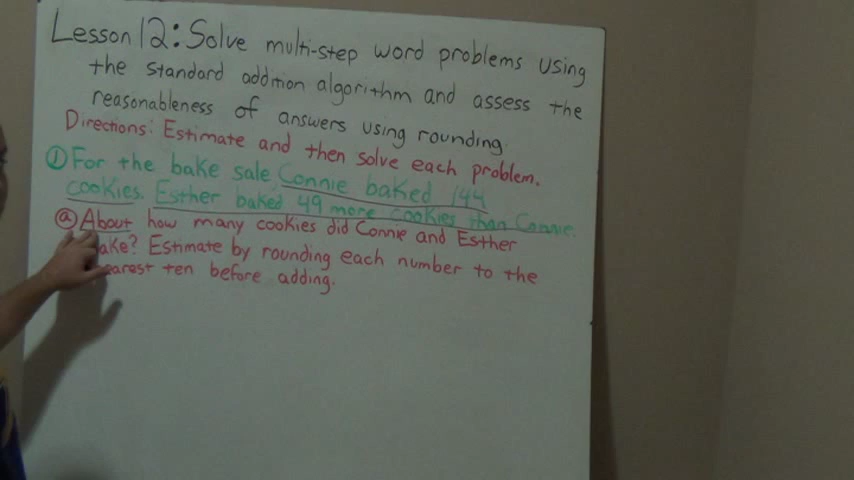 Lesson 12: Solve multi-step word problems using
the standard addition algorithm and assess the
reasonableness of answers using rounding.
Directions: Estimate and then solve each problem.
① For the bake sale, Connie baked 144
cookies. Esther baked 49 more cookies than Connie.
ⓐ About how many cookies did Connie and Esther
Estimate by rounding each number to the
ten before adding.